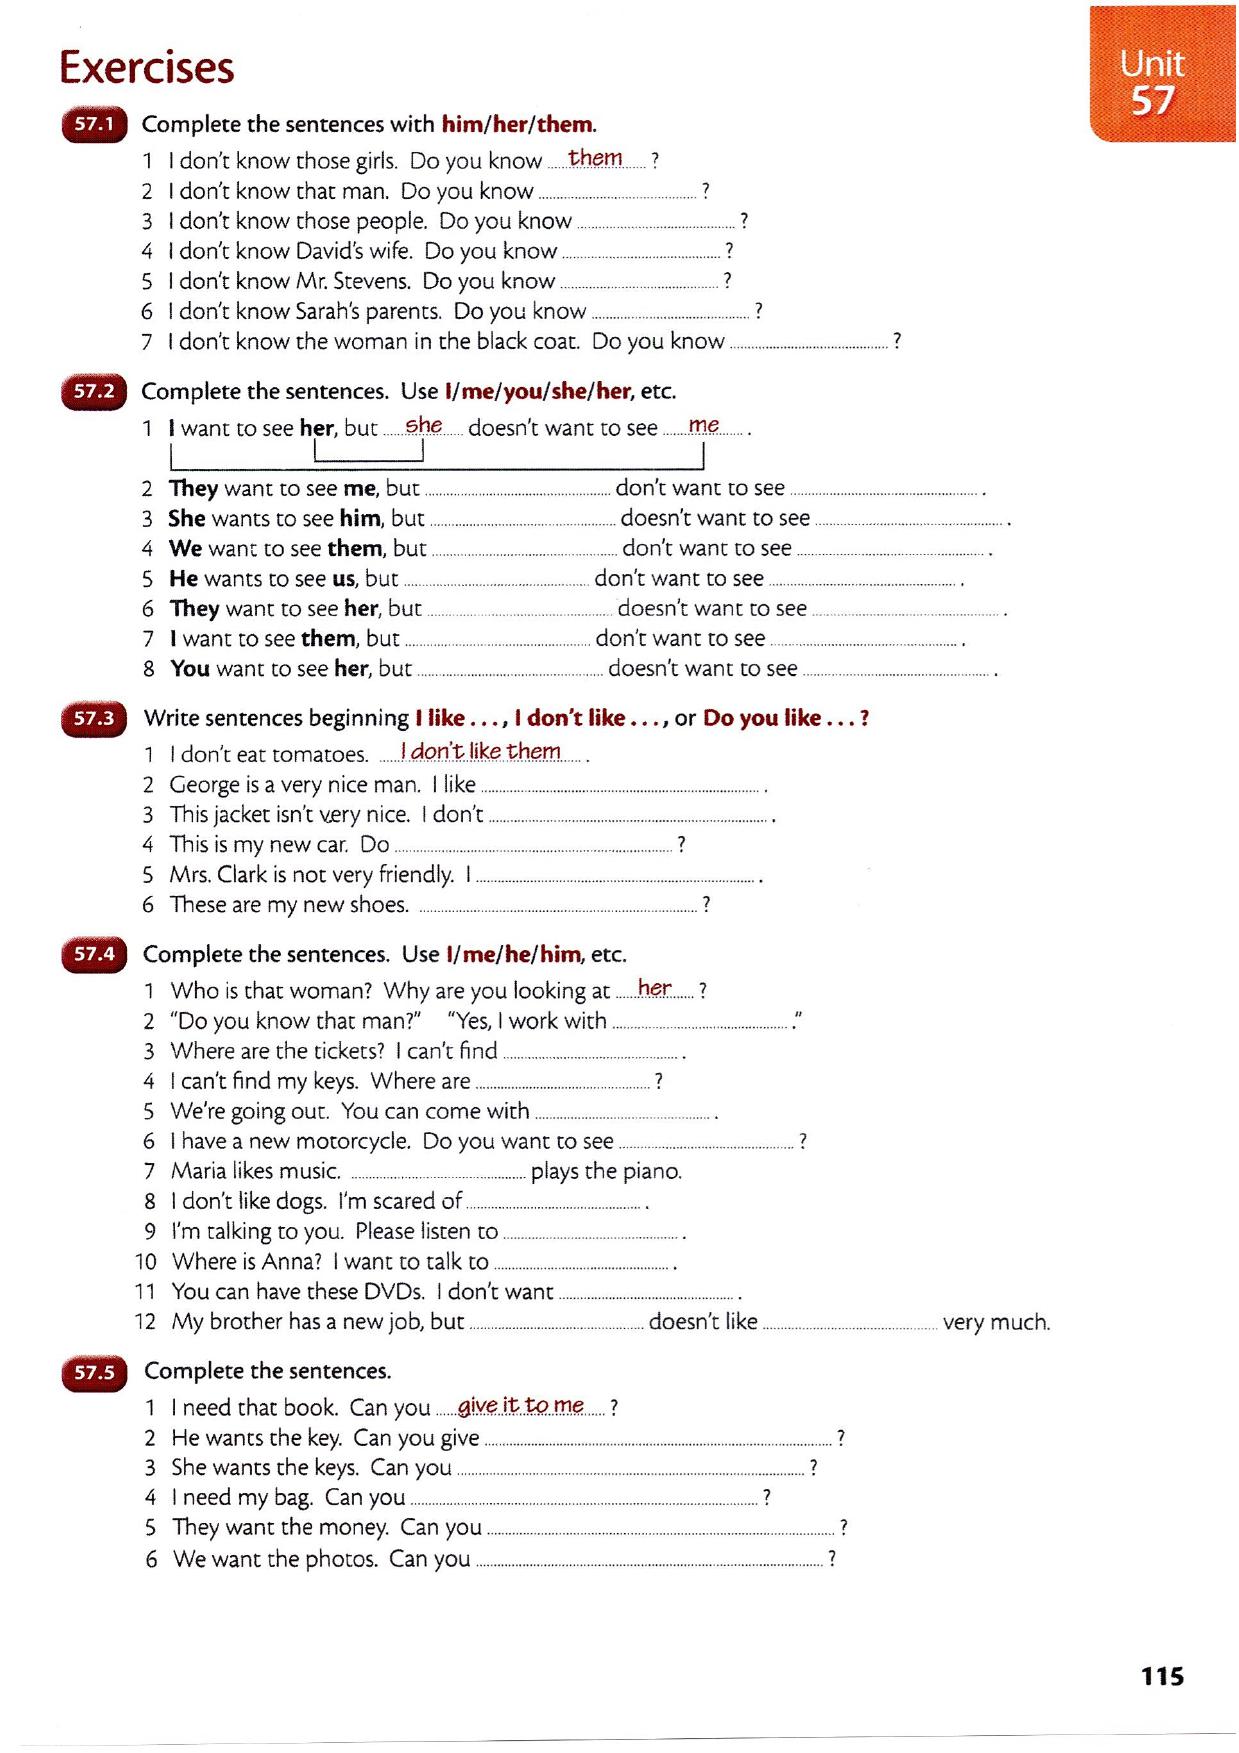 Exercises
Unit
57
57.1 Complete the sentences with him/her/them.
1 I don't know those girls. Do you know them ?
2 I don't know that man. Do you know ?
3 I don't know those people. Do you know ?
4 I don't know David's wife. Do you know ?
5 I don't know Mr. Stevens. Do you know ?
6 I don't know Sarah's parents. Do you know ?
7 I don't know the woman in the black coat. Do you know ?
57.2 Complete the sentences. Use I/me/you/she/her, etc.
1 I want to see her, but she doesn't want to see me .
2 They want to see me, but don't want to see .
3 She wants to see him, but doesn't want to see .
4 We want to see them, but don't want to see .
5 He wants to see us, but don't want to see .
6 They want to see her, but doesn't want to see .
7 I want to see them, but don't want to see .
8 You want to see her, but doesn't want to see .
57.3 Write sentences beginning I like . . . , I don't like . . . , or Do you like . . . ?
1 I don't eat tomatoes. I don't like them .
2 George is a very nice man. I like .
3 This jacket isn't very nice. I don't .
4 This is my new car. Do ?
5 Mrs. Clark is not very friendly. I .
6 These are my new shoes. ?
57.4 Complete the sentences. Use I/me/he/him, etc.
1 Who is that woman? Why are you looking at her ?
2 "Do you know that man?" "Yes, I work with ."
3 Where are the tickets? I can't find .
4 I can't find my keys. Where are ?
5 We're going out. You can come with .
6 I have a new motorcycle. Do you want to see ?
7 Maria likes music. plays the piano.
8 I don't like dogs. I'm scared of .
9 I'm talking to you. Please listen to .
10 Where is Anna? I want to talk to .
11 You can have these DVDs. I don't want .
12 My brother has a new job, but doesn't like very much.
57.5 Complete the sentences.
1 I need that book. Can you give it to me ?
2 He wants the key. Can you give ?
3 She wants the keys. Can you ?
4 I need my bag. Can you ?
5 They want the money. Can you ?
6 We want the photos. Can you ?
115